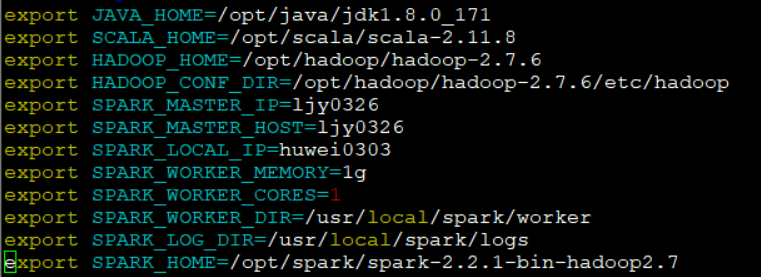 export JAVA_HOME=/opt/java/jdk1.8.0_171
export SCALA_HOME=/opt/scala/scala-2.11.8
export HADOOP_HOME=/opt/hadoop/hadoop-2.7.6
export HADOOP_CONF_DIR=/opt/hadoop/hadoop-2.7.6/etc/hadoop
export SPARK_MASTER_IP=ljy0326
export SPARK_MASTER_HOST=ljy0326
export SPARK_LOCAL_IP=huwei0303
export SPARK_WORKER_MEMORY=1g
export SPARK_WORKER_CORES=1
export SPARK_WORKER_DIR=/usr/local/spark/worker
export SPARK_LOG_DIR=/usr/local/spark/logs
export SPARK_HOME=/opt/spark/spark-2.2.1-bin-hadoop2.7